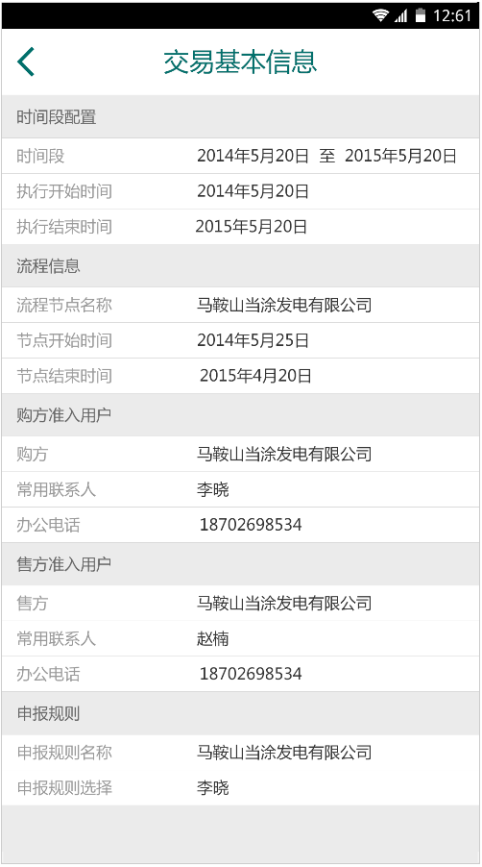 12:61
交易基本信息
时间段配置
时间段 2014年5月20日 至 2015年5月20日
执行开始时间 2014年5月20日
执行结束时间 2015年5月20日
流程信息
流程节点名称 马鞍山当涂发电有限公司
节点开始时间 2014年5月25日
节点结束时间 2015年4月20日
购方准入用户
购方 马鞍山当涂发电有限公司
常用联系人 李晓
办公电话 18702698534
售方准入用户
售方 马鞍山当涂发电有限公司
常用联系人 赵楠
办公电话 18702698534
申报规则
申报规则名称 马鞍山当涂发电有限公司
申报规则选择 李晓